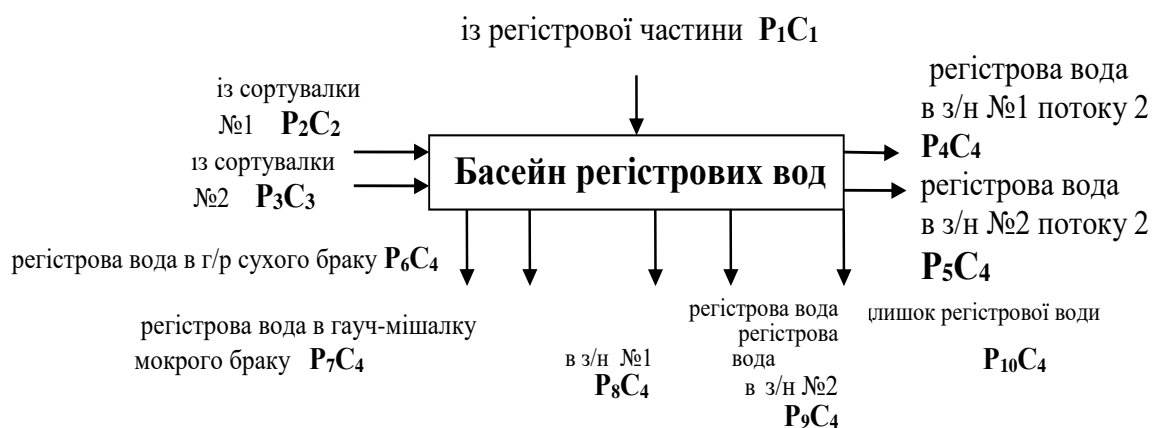 із регістрової частини P₁C₁
із сортувалки
№1 P₂C₂
із сортувалки
№2 P₃C₃
Басейн регістрових вод
регістрова вода
в з/н №1 потоку 2
P₄C₄
регістрова вода
в з/н №2 потоку 2
P₅C₄
регістрова вода в г/р сухого браку P₆C₄
регістрова вода в гауч-мішалку
мокрого браку P₇C₄
в з/н №1
P₈C₄
регістрова вода
регістрова
вода
в з/н №2
P₉C₄
лишок регістрової води
P₁₀C₄